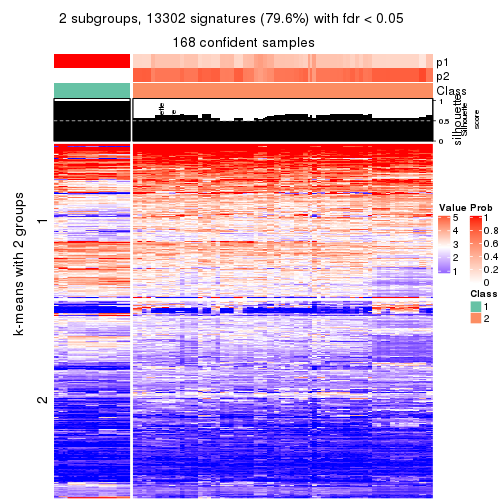 2 subgroups, 13302 signatures (79.6%) with fdr < 0.05
168 confident samples
p1
p2
Class
1
0.5
0
silhouette
Silhouette
score
k-means with 2 groups
1
2
Value
5
4
3
2
1
Prob
1
0.8
0.6
0.4
0.2
0
Class
1
2